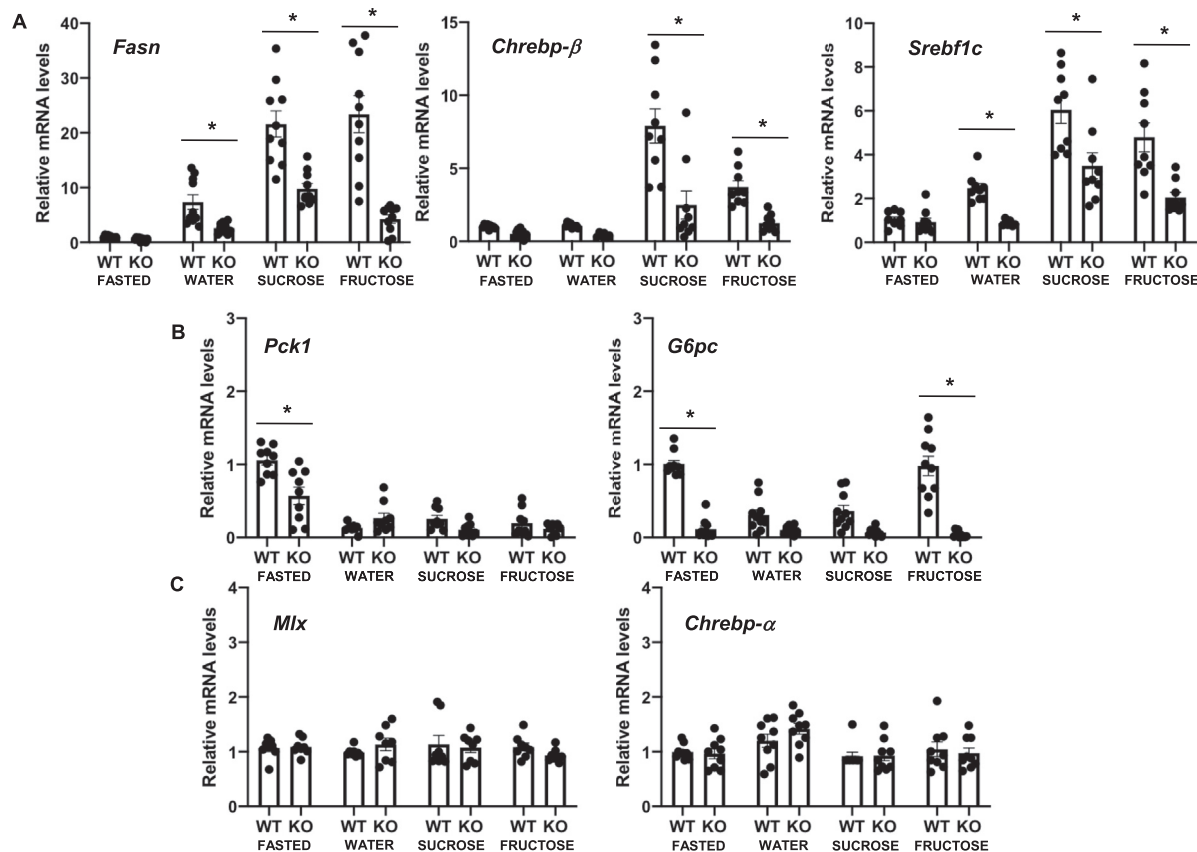 A
Fasn
Relative mRNA levels
40
30
20
10
0
*
*
*
WT KO WT KO WT KO WT KO
FASTED WATER SUCROSE FRUCTOSE
Chrebp-β
Relative mRNA levels
15
10
5
0
*
*
WT KO WT KO WT KO WT KO
FASTED WATER SUCROSE FRUCTOSE
Srebf1c
Relative mRNA levels
10
8
6
4
2
0
*
*
*
WT KO WT KO WT KO WT KO
FASTED WATER SUCROSE FRUCTOSE
B
Pck1
Relative mRNA levels
3
2
1
0
*
WT KO WT KO WT KO WT KO
FASTED WATER SUCROSE FRUCTOSE
G6pc
Relative mRNA levels
3
2
1
0
*
*
WT KO WT KO WT KO WT KO
FASTED WATER SUCROSE FRUCTOSE
C
Mlx
Relative mRNA levels
4
3
2
1
0
WT KO WT KO WT KO WT KO
FASTED WATER SUCROSE FRUCTOSE
Chrebp-α
Relative mRNA levels
4
3
2
1
0
WT KO WT KO WT KO WT KO
FASTED WATER SUCROSE FRUCTOSE